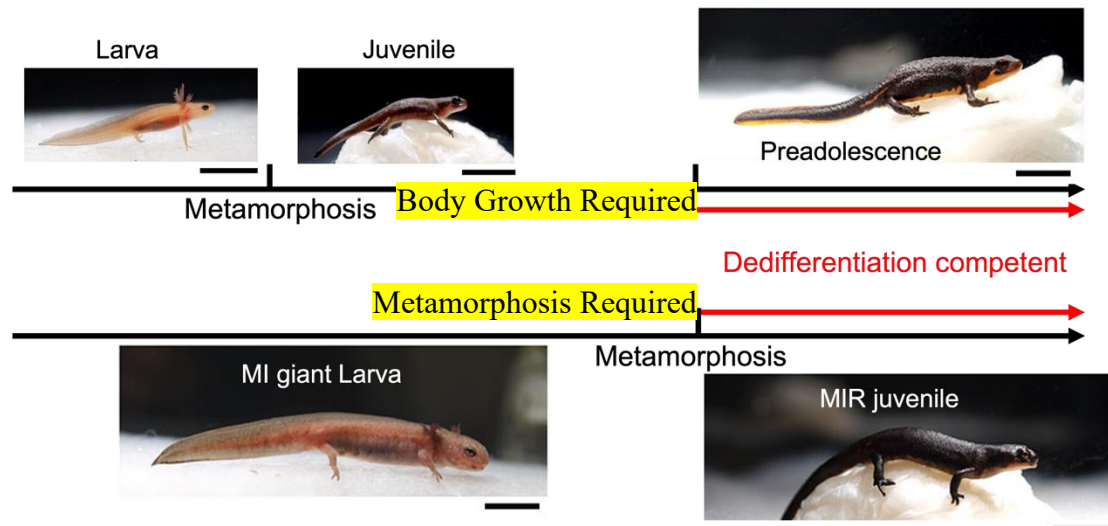 Larva
Juvenile
Preadolescence
Metamorphosis
Body Growth Required
Dedifferentiation competent
Metamorphosis Required
Metamorphosis
MI giant Larva
MIR juvenile